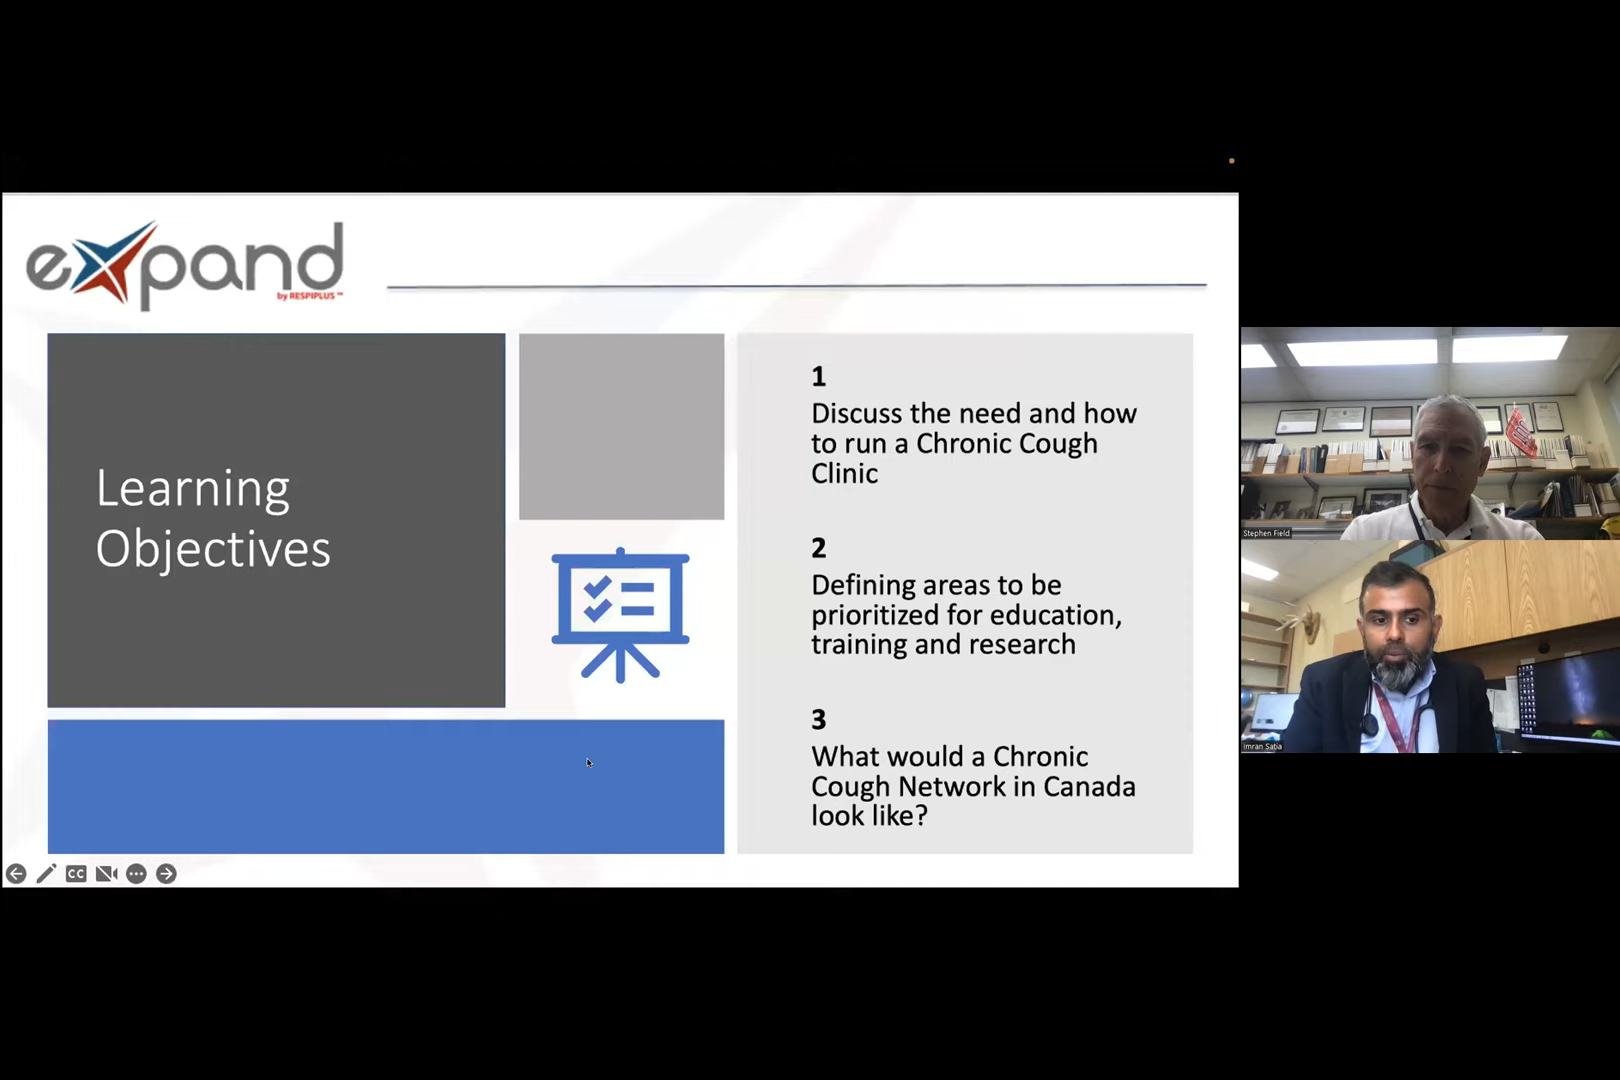 expand
by RESPIPLUS™
Learning
Objectives
1
Discuss the need and how
to run a Chronic Cough
Clinic
2
Defining areas to be
prioritized for education,
training and research
3
What would a Chronic
Cough Network in Canada
look like?
CC
Stephen Field
Imran Satia